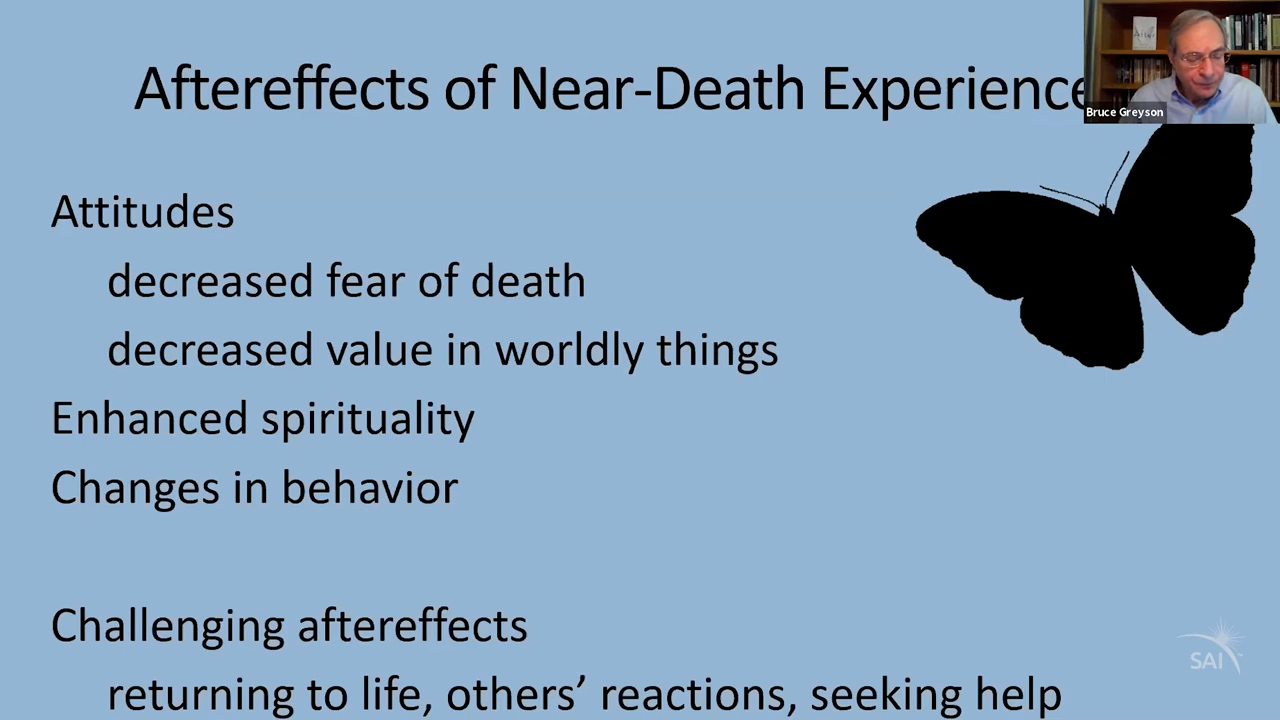 Aftereffects of Near-Death Experience
Bruce Greyson
Attitudes
decreased fear of death
decreased value in worldly things
Enhanced spirituality
Changes in behavior
Challenging aftereffects
returning to life, others’ reactions, seeking help
SAI
After